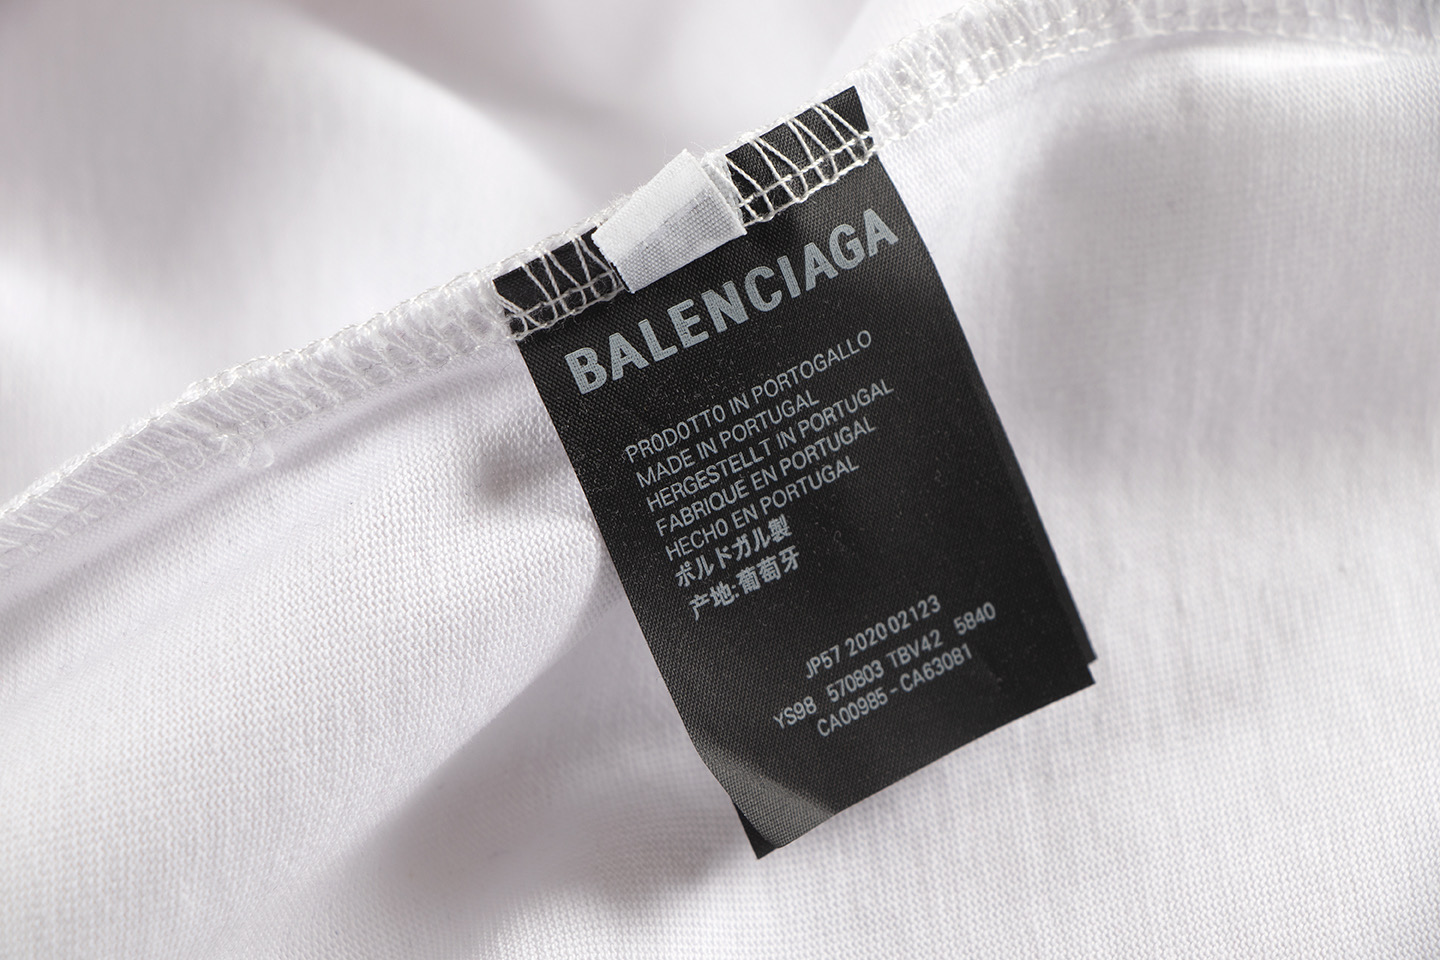 BALENCIAGA
PRODOTTO IN PORTOGALLO
MADE IN PORTUGAL
HERGESTELLT IN PORTUGAL
FABRIQUE EN PORTUGAL
HECHO EN PORTUGAL
ポルドガル製
产地:葡萄牙
JP57 2020 02123
YS98 570803 TBV42 5840
CA00985-CA63081